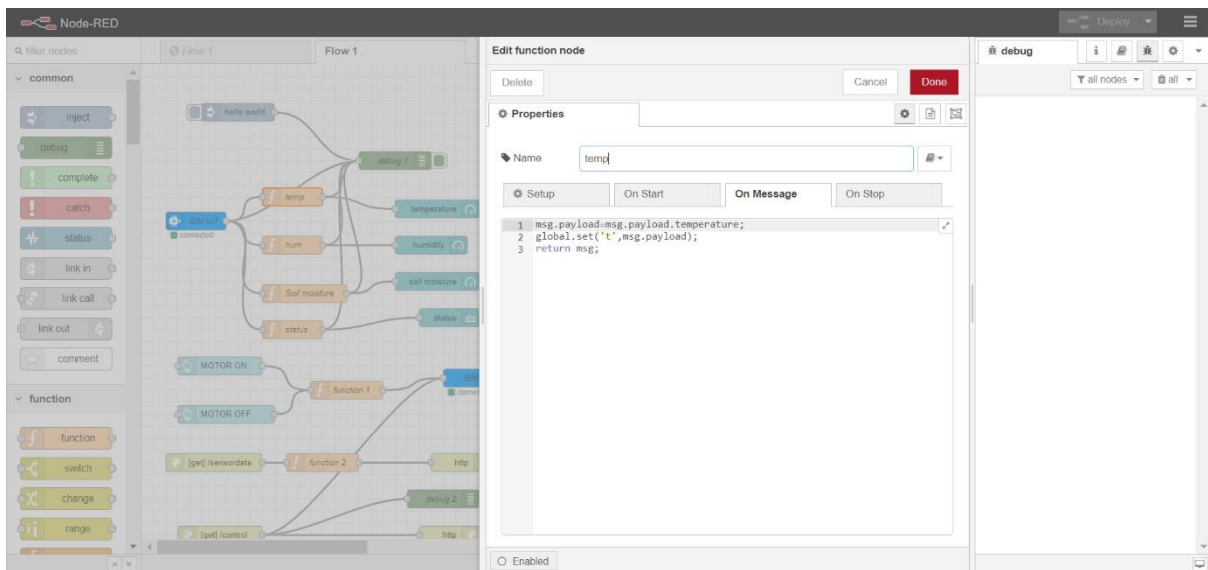 Node-RED
Deploy
filter nodes
common
inject
debug
complete
catch
status
link in
link call
link out
comment
function
function
switch
change
range
Flow 1
Flow 1
hello world
debug 1
temp
temperature
IBM IoT
connected
hum
humidity
Soil moisture
soil moisture
status
status
MOTOR ON
function 1
MOTOR OFF
[get] /sensordata
function 2
http
debug 2
[get] /control
http
Edit function node
Delete
Cancel
Done
Properties
Name
temp
Setup
On Start
On Message
On Stop
1 msg.payload=msg.payload.temperature;
2 global.set('t',msg.payload);
3 return msg;
Enabled
debug
i
all nodes
all